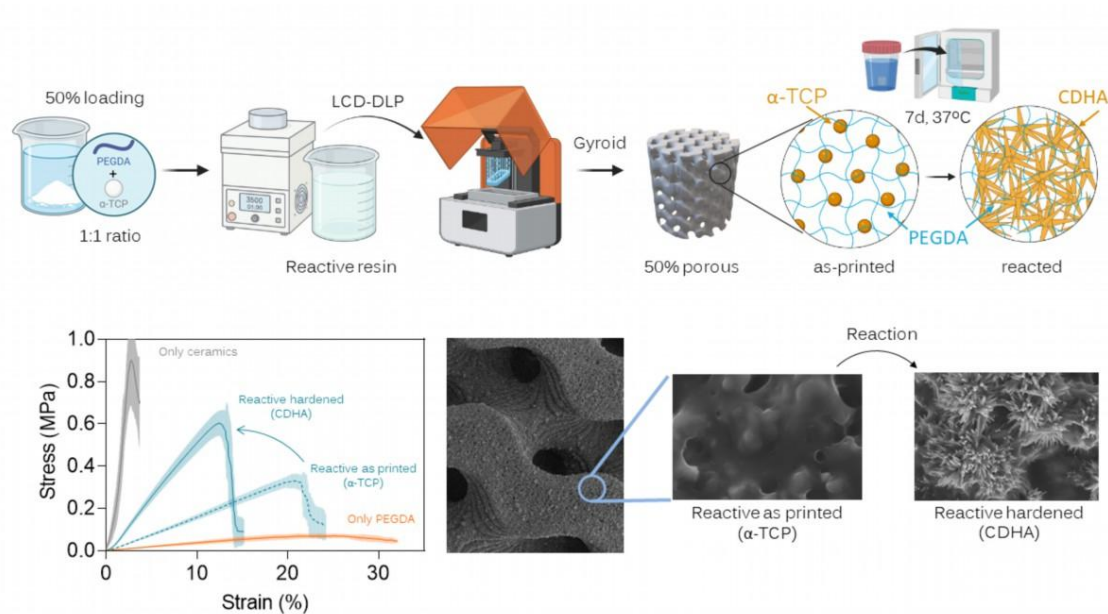 50% loading
PEGDA
+
α-TCP
1:1 ratio
3500
01:30
Reactive resin
LCD-DLP
Gyroid
50% porous
α-TCP
PEGDA
as-printed
7d, 37ºC
CDHA
reacted
Stress (MPa)
1.0
0.8
0.6
0.4
0.2
0.0
0
10
20
30
Strain (%)
Only ceramics
Reactive hardened
(CDHA)
Reactive as printed
(α-TCP)
Only PEGDA
Reaction
Reactive as printed
(α-TCP)
Reactive hardened
(CDHA)